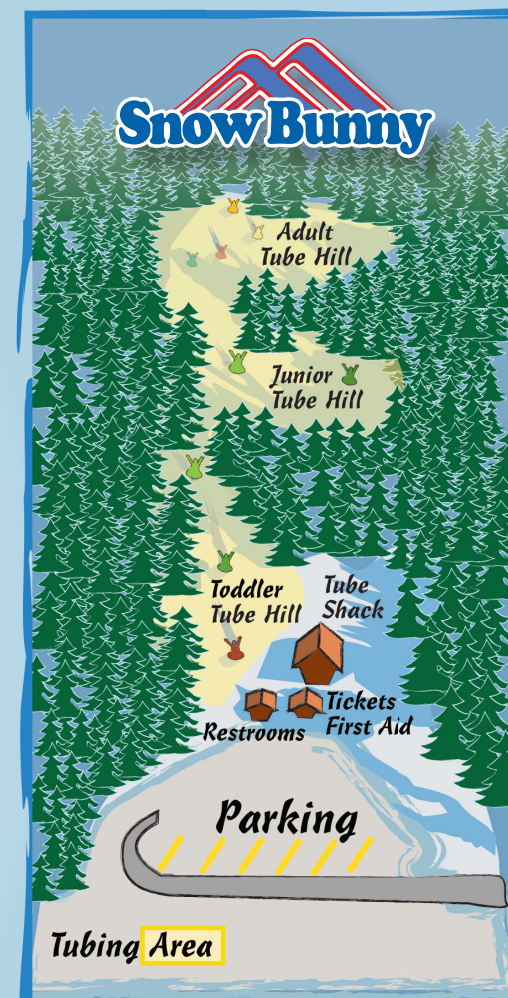 Snow Bunny
Adult
Tube Hill
Junior
Tube Hill
Toddler
Tube Hill
Tube
Shack
Tickets
First Aid
Restrooms
Parking
Tubing Area